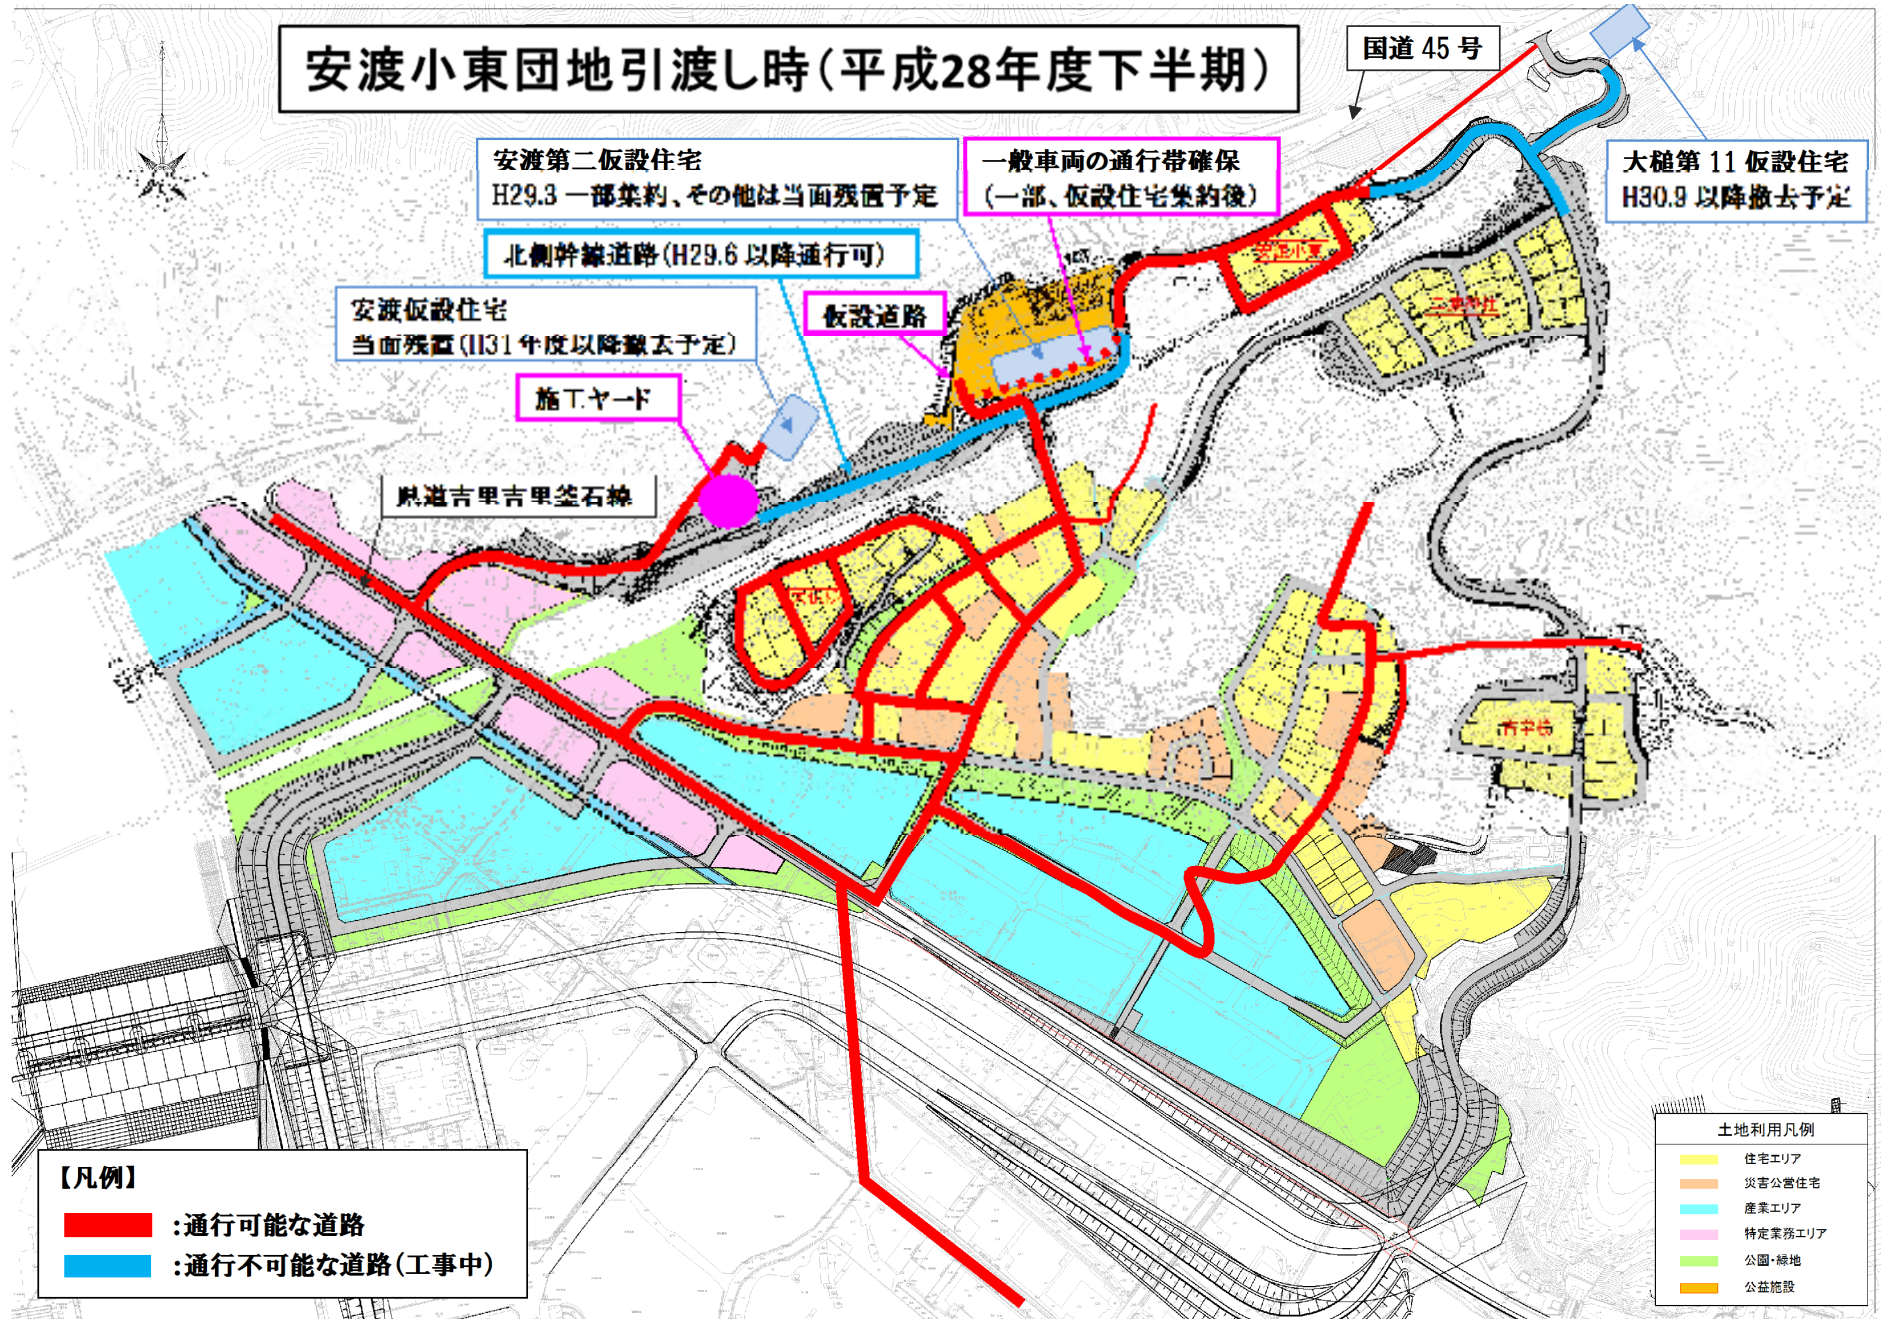 安渡小東団地引渡し時(平成28年度下半期)
国道 45 号
安渡第二仮設住宅
H29.3 一部集約、その他は当面残置予定
一般車両の通行帯確保
(一部、仮設住宅集約後)
大槌第 11 仮設住宅
H30.9 以降撤去予定
北側幹線道路(H29.6 以降通行可)
安渡仮設住宅
当面残置(H31 年度以降撤去予定)
仮設道路
施工ヤード
県道吉里吉里釜石線
安渡小東
二渡神社
【凡例】
:通行可能な道路
:通行不可能な道路(工事中)
土地利用凡例
住宅エリア
災害公営住宅
産業エリア
特定業務エリア
公園・緑地
公益施設